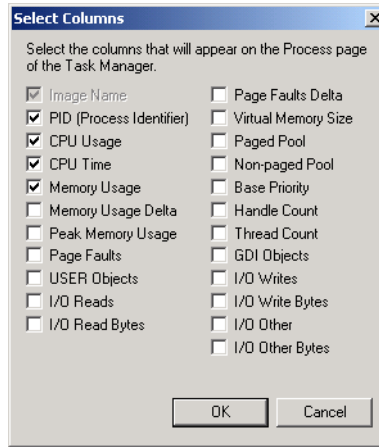 Select Columns
Select the columns that will appear on the Process page
of the Task Manager.
Image Name
PID (Process Identifier)
CPU Usage
CPU Time
Memory Usage
Memory Usage Delta
Peak Memory Usage
Page Faults
USER Objects
I/O Reads
I/O Read Bytes
Page Faults Delta
Virtual Memory Size
Paged Pool
Non-paged Pool
Base Priority
Handle Count
Thread Count
GDI Objects
I/O Writes
I/O Write Bytes
I/O Other
I/O Other Bytes
OK
Cancel